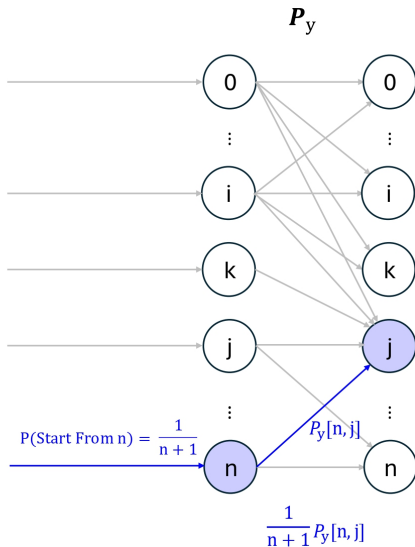 P_y
0 0
⋮ ⋮
i i
k k
j j
⋮ ⋮
P(Start From n) = 1/(n+1)
P_y[n,j]
n n
1/(n+1) P_y[n,j]